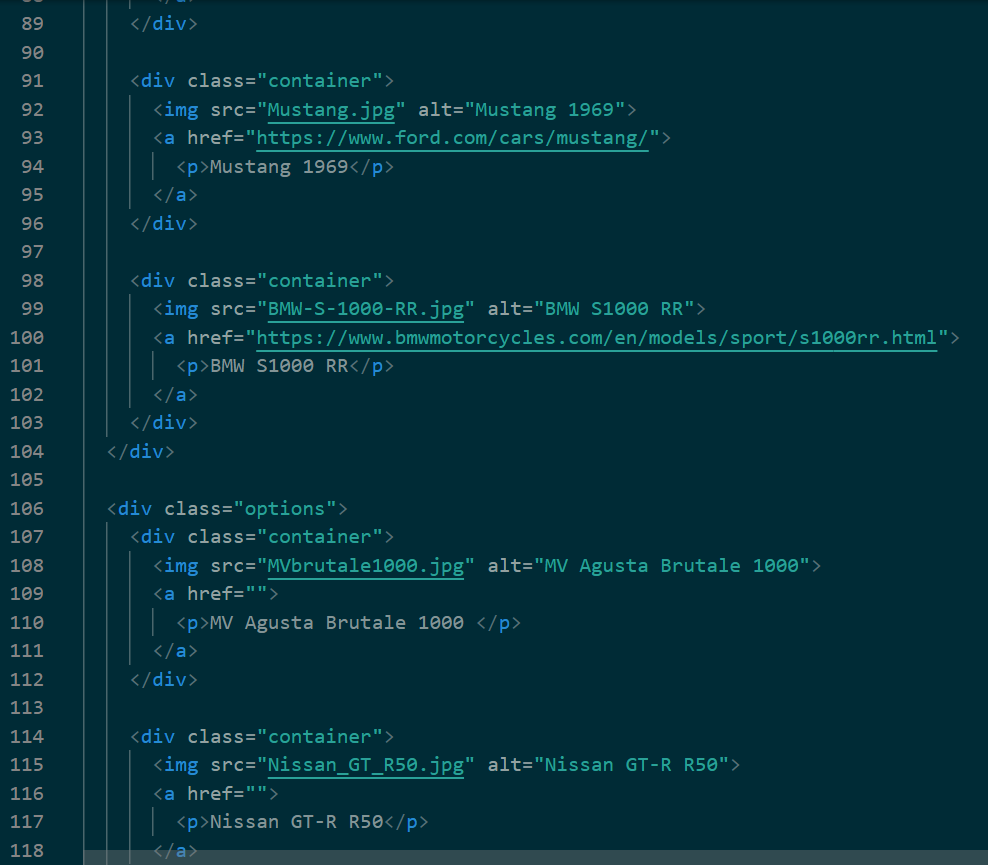 89 </div>
90
91 <div class="container">
92 <img src="Mustang.jpg" alt="Mustang 1969">
93 <a href="https://www.ford.com/cars/mustang/">
94 <p>Mustang 1969</p>
95 </a>
96 </div>
97
98 <div class="container">
99 <img src="BMW-S-1000-RR.jpg" alt="BMW S1000 RR">
100 <a href="https://www.bmwmotorcycles.com/en/models/sport/s1000rr.html">
101 <p>BMW S1000 RR</p>
102 </a>
103 </div>
104 </div>
105
106 <div class="options">
107 <div class="container">
108 <img src="MVbrutale1000.jpg" alt="MV Agusta Brutale 1000">
109 <a href="">
110 <p>MV Agusta Brutale 1000 </p>
111 </a>
112 </div>
113
114 <div class="container">
115 <img src="Nissan_GT_R50.jpg" alt="Nissan GT-R R50">
116 <a href="">
117 <p>Nissan GT-R R50</p>
118 </a>